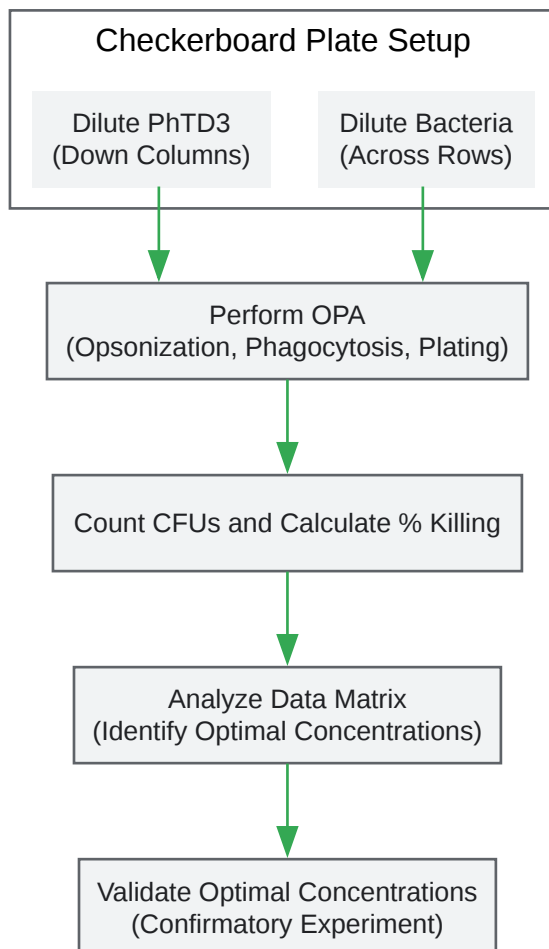 Checkerboard Plate Setup
Dilute PhTD3
(Down Columns)
Dilute Bacteria
(Across Rows)
Perform OPA
(Opsonization, Phagocytosis, Plating)
Count CFUs and Calculate % Killing
Analyze Data Matrix
(Identify Optimal Concentrations)
Validate Optimal Concentrations
(Confirmatory Experiment)